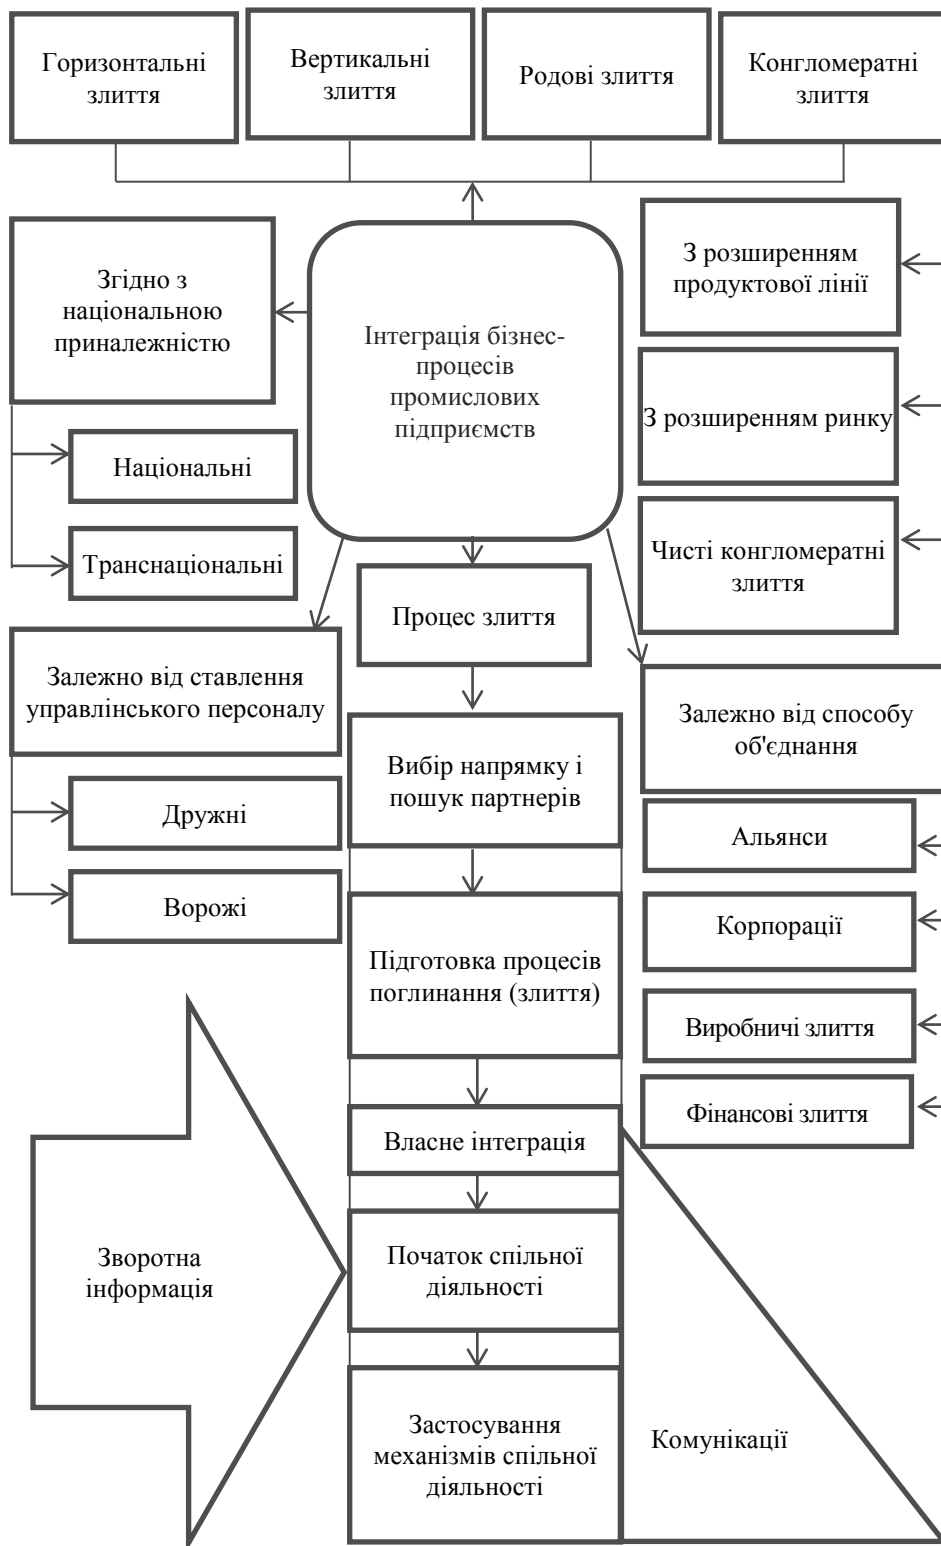 Горизонтальні
злиття
Вертикальні
злиття
Родові злиття
Конгломератні
злиття
Згідно з
національною
приналежністю
Національні
Транснаціональні
Інтеграція бізнес-
процесів
промислових
підприємств
З розширенням
продуктової лінії
З розширенням ринку
Чисті конгломератні
злиття
Процес злиття
Залежно від ставлення
управлінського персоналу
Дружні
Ворожі
Вибір напрямку і
пошук партнерів
Залежно від способу
об'єднання
Альянси
Корпорації
Виробничі злиття
Фінансові злиття
Підготовка процесів
поглинання (злиття)
Власне інтеграція
Зворотна
інформація
Початок спільної
діяльності
Застосування
механізмів спільної
діяльності
Комунікації